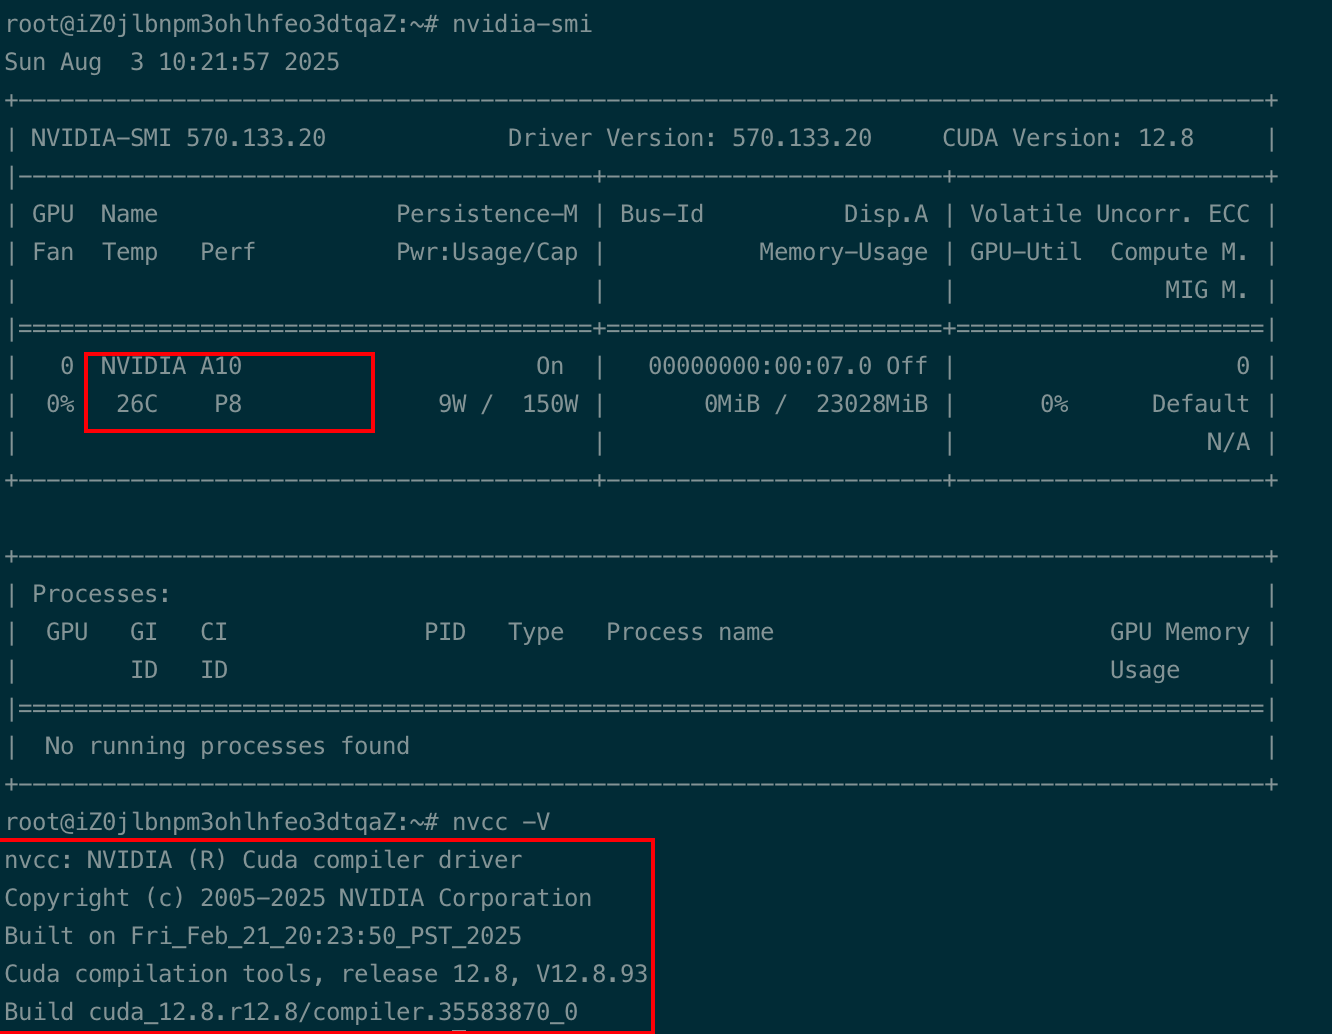 root@iZ0jlbnpm3ohlhfeo3dtqaZ:~# nvidia-smi
Sun Aug  3 10:21:57 2025
+-----------------------------------------------------------------------------------------+
| NVIDIA-SMI 570.133.20             Driver Version: 570.133.20     CUDA Version: 12.8     |
|-----------------------------------------+------------------------+----------------------+
| GPU  Name                 Persistence-M | Bus-Id          Disp.A | Volatile Uncorr. ECC |
| Fan  Temp   Perf          Pwr:Usage/Cap |           Memory-Usage | GPU-Util  Compute M. |
|                                         |                        |               MIG M. |
|=========================================+========================+======================|
|   0  NVIDIA A10                     On  |   00000000:00:07.0 Off |                    0 |
|  0%   26C    P8              9W /  150W |       0MiB /  23028MiB |      0%      Default |
|                                         |                        |                  N/A |
+-----------------------------------------+------------------------+----------------------+
+-----------------------------------------------------------------------------------------+
| Processes:                                                                              |
|  GPU   GI   CI              PID   Type   Process name                        GPU Memory |
|        ID   ID                                                               Usage      |
|=========================================================================================|
|  No running processes found                                                             |
+-----------------------------------------------------------------------------------------+
root@iZ0jlbnpm3ohlhfeo3dtqaZ:~# nvcc -V
nvcc: NVIDIA (R) Cuda compiler driver
Copyright (c) 2005-2025 NVIDIA Corporation
Built on Fri_Feb_21_20:23:50_PST_2025
Cuda compilation tools, release 12.8, V12.8.93
Build cuda_12.8.r12.8/compiler.35583870_0